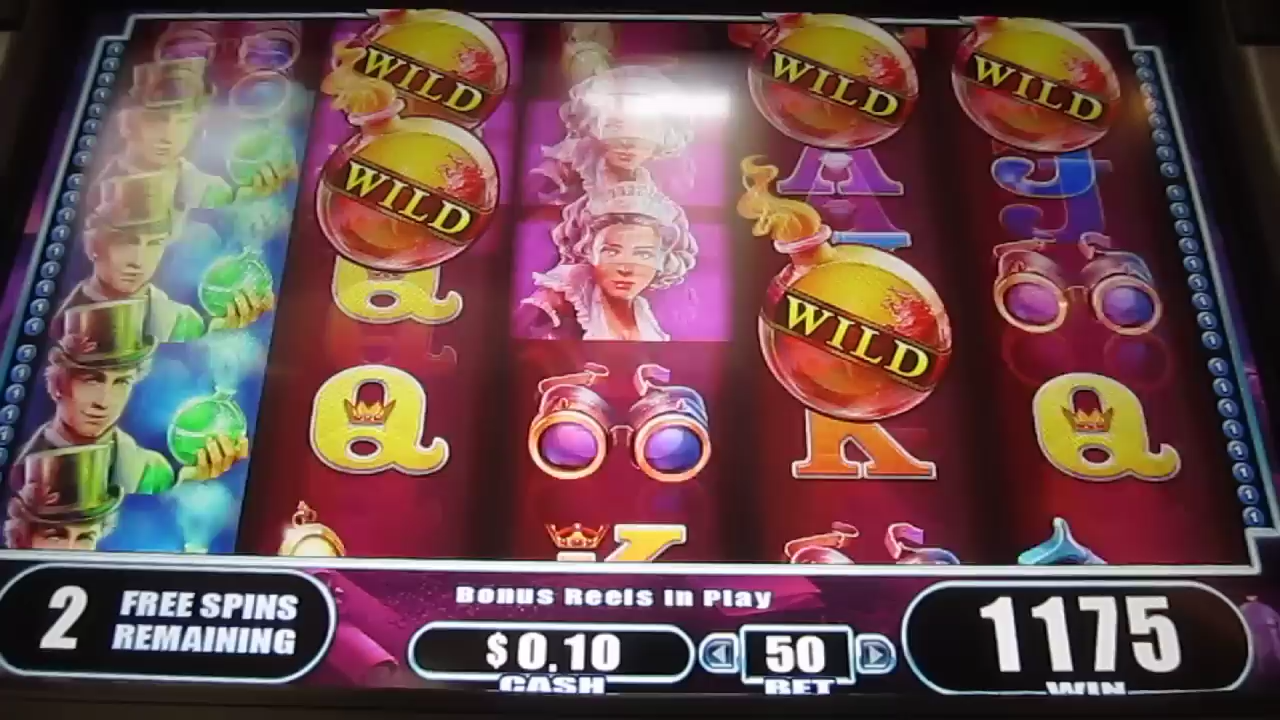 WILD
WILD
WILD
WILD
A
J
J
WILD
Q
Q
K
Q
2 FREE SPINS
REMAINING
Bonus Reels In Play
$0.10
CASH
50
BET
1175
WIN